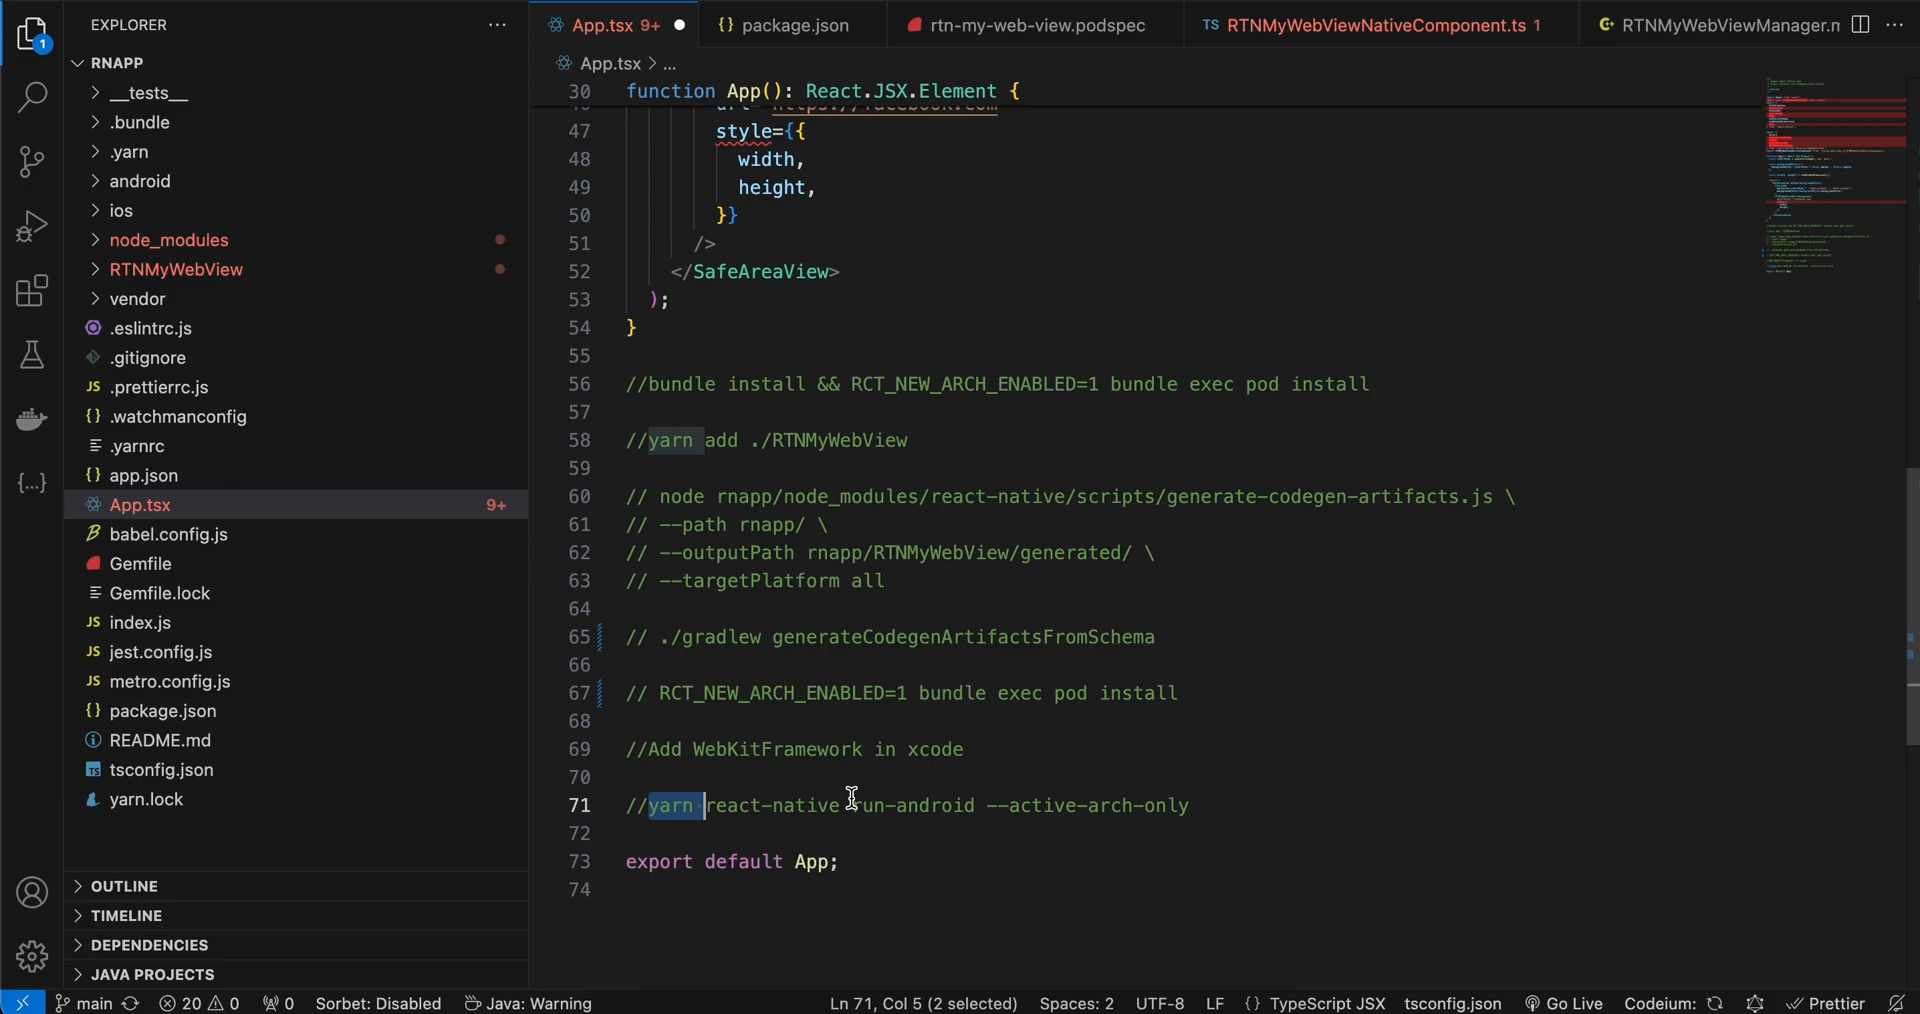 EXPLORER
RNAPP
__tests__
.bundle
.yarn
android
ios
node_modules
RTNMyWebView
vendor
.eslintrc.js
.gitignore
JS .prettierrc.js
{} .watchmanconfig
.yarnrc
{} app.json
App.tsx 9+
babel.config.js
Gemfile
Gemfile.lock
JS index.js
JS jest.config.js
JS metro.config.js
{} package.json
README.md
TS tsconfig.json
yarn.lock
OUTLINE
TIMELINE
DEPENDENCIES
JAVA PROJECTS
1
App.tsx 9+
{} package.json
rtn-my-web-view.podspec
TS RTNMyWebViewNativeComponent.ts 1
RTNMyWebViewManager.m
App.tsx > ...
30 function App(): React.JSX.Element {
47 style={{
48 width,
49 height,
50 }}
51 />
52 </SafeAreaView>
53 );
54 }
55
56 //bundle install && RCT_NEW_ARCH_ENABLED=1 bundle exec pod install
57
58 //yarn add ./RTNMyWebView
59
60 // node rnapp/node_modules/react-native/scripts/generate-codegen-artifacts.js \
61 // --path rnapp/ \
62 // --outputPath rnapp/RTNMyWebView/generated/ \
63 // --targetPlatform all
64
65 // ./gradlew generateCodegenArtifactsFromSchema
66
67 // RCT_NEW_ARCH_ENABLED=1 bundle exec pod install
68
69 //Add WebKitFramework in xcode
70
71 //yarn react-native run-android --active-arch-only
72
73 export default App;
74
main 20 0 0 Sorbet: Disabled Java: Warning Ln 71, Col 5 (2 selected) Spaces: 2 UTF-8 LF {} TypeScript JSX tsconfig.json Go Live Codeium: Prettier